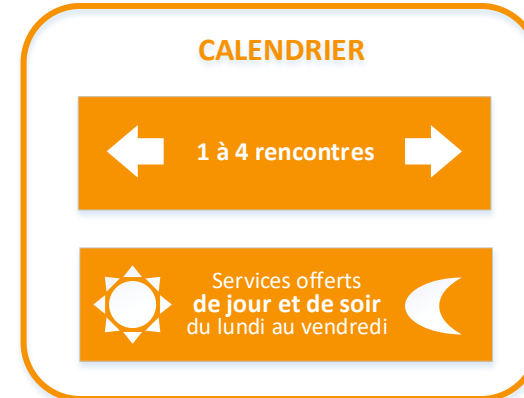 CALENDRIER
1 à 4 rencontres
Services offerts
de jour et de soir
du lundi au vendredi